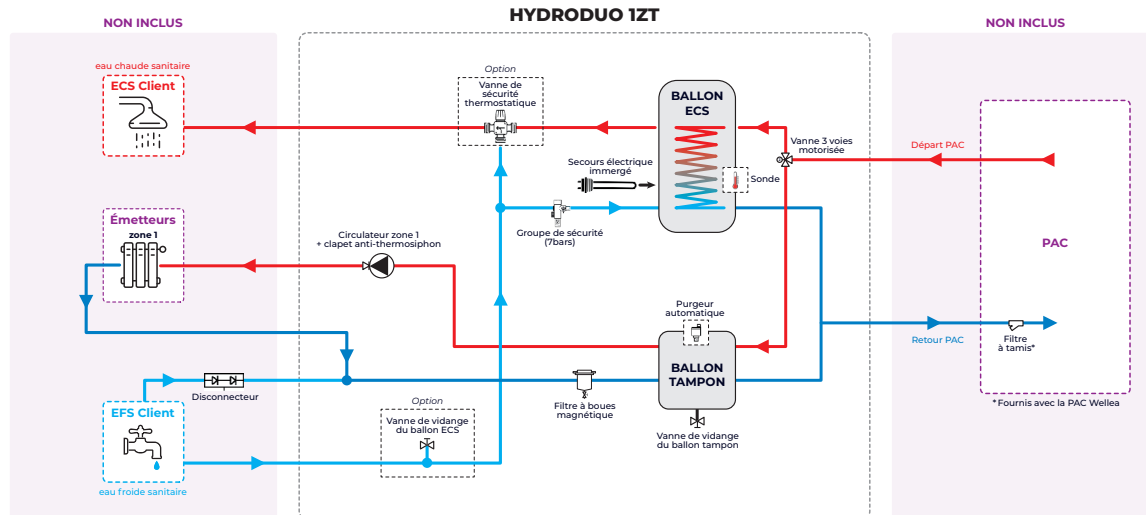 HYDRODUO 1ZT
NON INCLUS
NON INCLUS
eau chaude sanitaire
ECS Client
Option
Vanne de
sécurité
thermostatique
BALLON
ECS
Vanne 3 voies
motorisée
Départ PAC
Secours électrique
immergé
Sonde
Groupe de sécurité
(7bars)
Émetteurs
zone 1
Circulateur zone 1
+ clapet anti-thermosiphon
PAC
Purgeur
automatique
Retour PAC
Filtre
à tamis*
BALLON
TAMPON
Disconnecteur
Filtre à boues
magnétique
*Fournis avec la PAC Wellea
EFS Client
Option
Vanne de vidange
du ballon ECS
Vanne de vidange
du ballon tampon
eau froide sanitaire